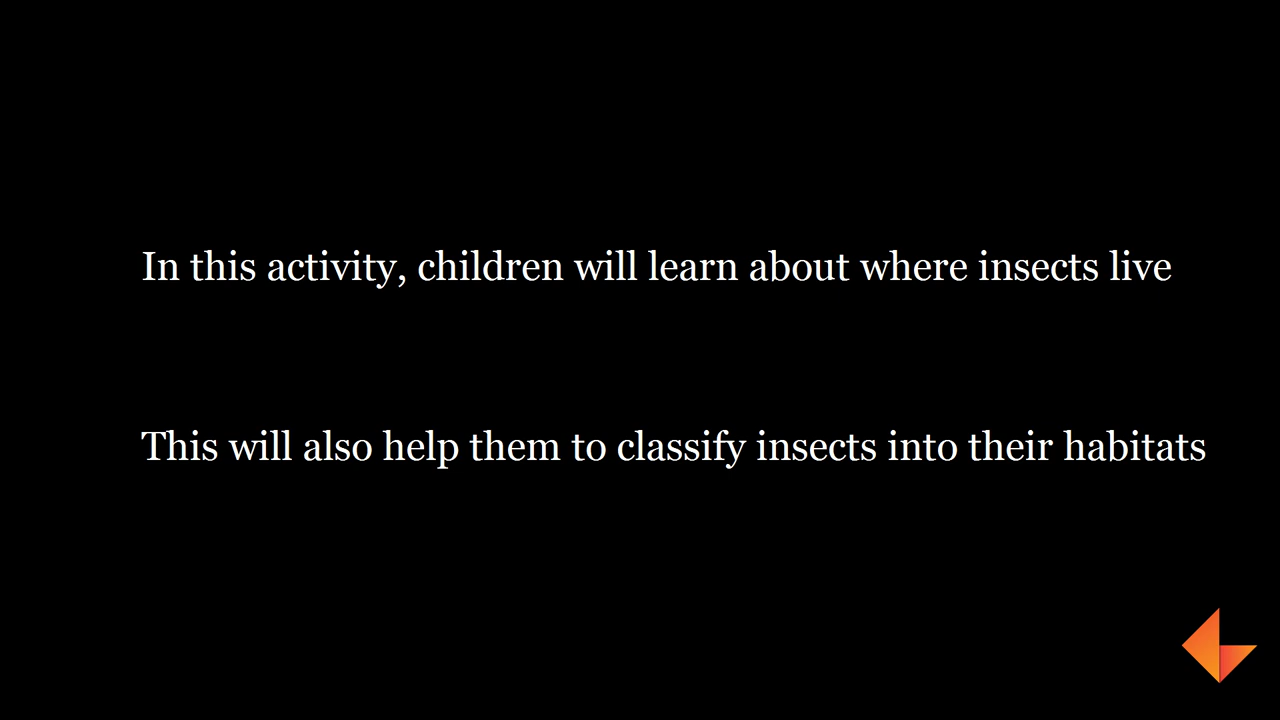 In this activity, children will learn about where insects live
This will also help them to classify insects into their habitats